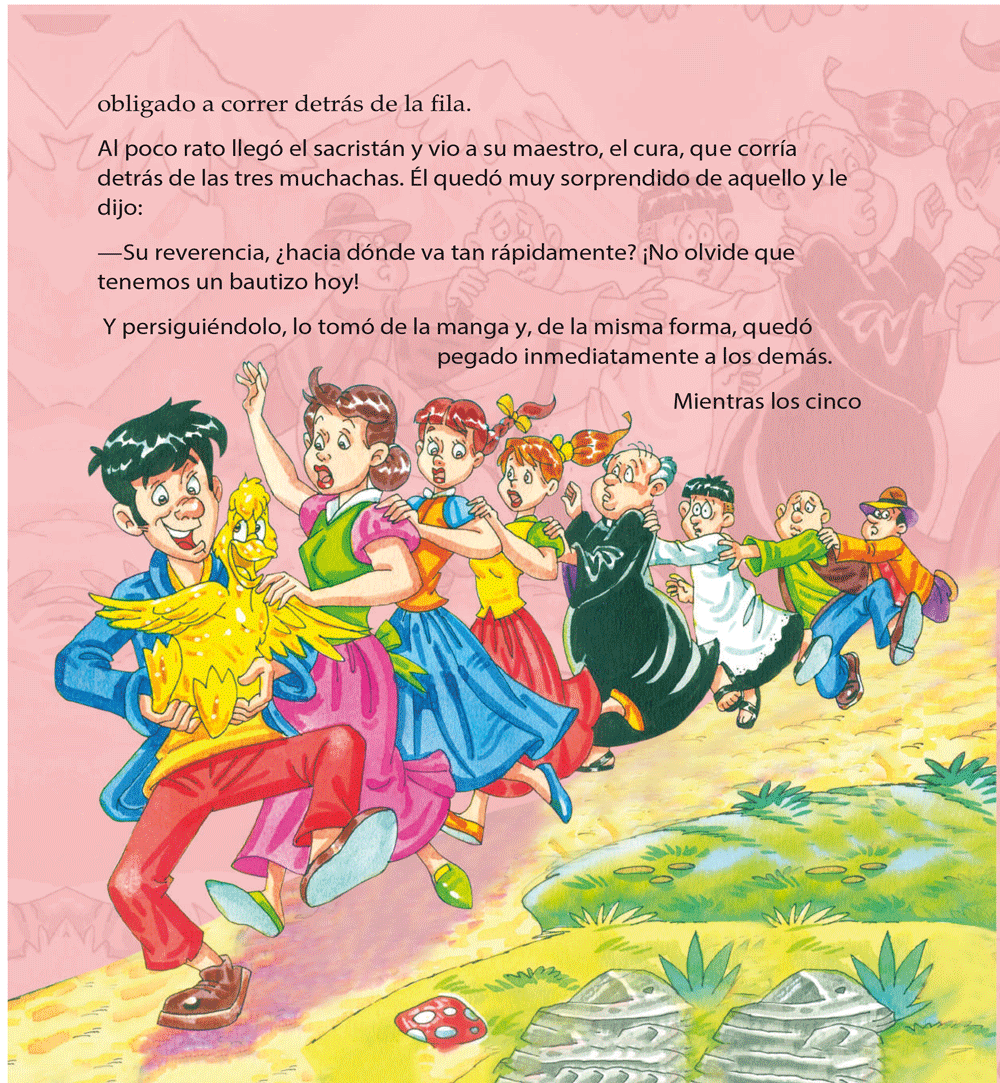 obligado a correr detrás de la fila.
Al poco rato llegó el sacristán y vio a su maestro, el cura, que corría
detrás de las tres muchachas. Él quedó muy sorprendido de aquello y le
dijo:
—Su reverencia, ¿hacia dónde va tan rápidamente? ¡No olvide que
tenemos un bautizo hoy!
Y persiguiéndolo, lo tomó de la manga y, de la misma forma, quedó
pegado inmediatamente a los demás.
Mientras los cinco